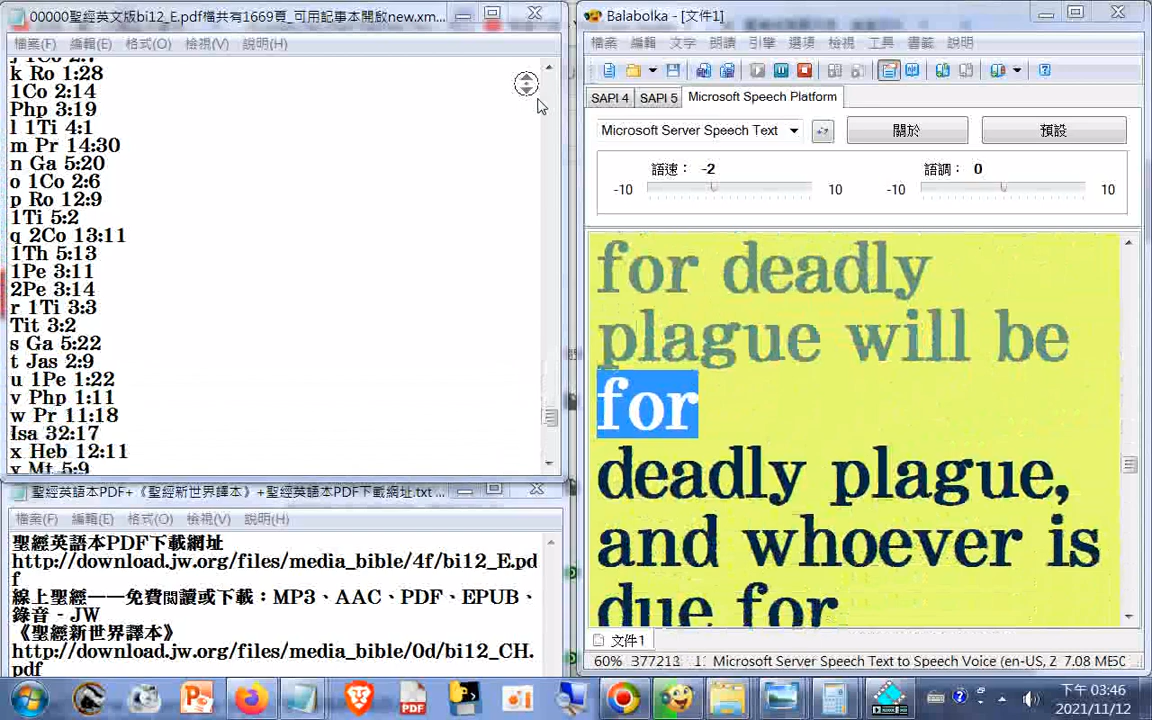 00000聖經英文版bi12_E.pdf檔共有1669頁_可用記事本開啟new.xm...
檔案(F) 編輯(E) 格式(O) 檢視(V) 說明(H)
k Ro 1:28
1Co 2:14
Php 3:19
l 1Ti 4:1
m Pr 14:30
n Ga 5:20
o 1Co 2:6
p Ro 12:9
1Ti 5:2
q 2Co 13:11
1Th 5:13
1Pe 3:11
2Pe 3:14
r 1Ti 3:3
Tit 3:2
s Ga 5:22
t Jas 2:9
u 1Pe 1:22
v Php 1:11
w Pr 11:18
Isa 32:17
x Heb 12:11
y Mt 5:9
聖經英語本PDF+《聖經新世界譯本》+聖經英語本PDF下載網址.txt ...
檔案(F) 編輯(E) 格式(O) 檢視(V) 說明(H)
聖經英語本PDF下載網址
http://download.jw.org/files/media_bible/4f/bi12_E.pd
f
線上聖經——免費閱讀或下載：MP3、AAC、PDF、EPUB、
錄音 - JW
《聖經新世界譯本》
http://download.jw.org/files/media_bible/0d/bi12_CH.
pdf
Balabolka - [文件1]
檔案 編輯 文字 朗讀 引擎 選項 檢視 工具 書籤 說明
SAPI 4 SAPI 5 Microsoft Speech Platform
Microsoft Server Speech Text 關於 預設
語速： -2 語調： 0
-10 10 -10 10
for deadly
plague will be
for
deadly plague,
and whoever is
due for
文件1
60% 377213 Microsoft Server Speech Text to Speech Voice (en-US, Z 7.08 ME
PDF
下午 03:46
2021/11/12